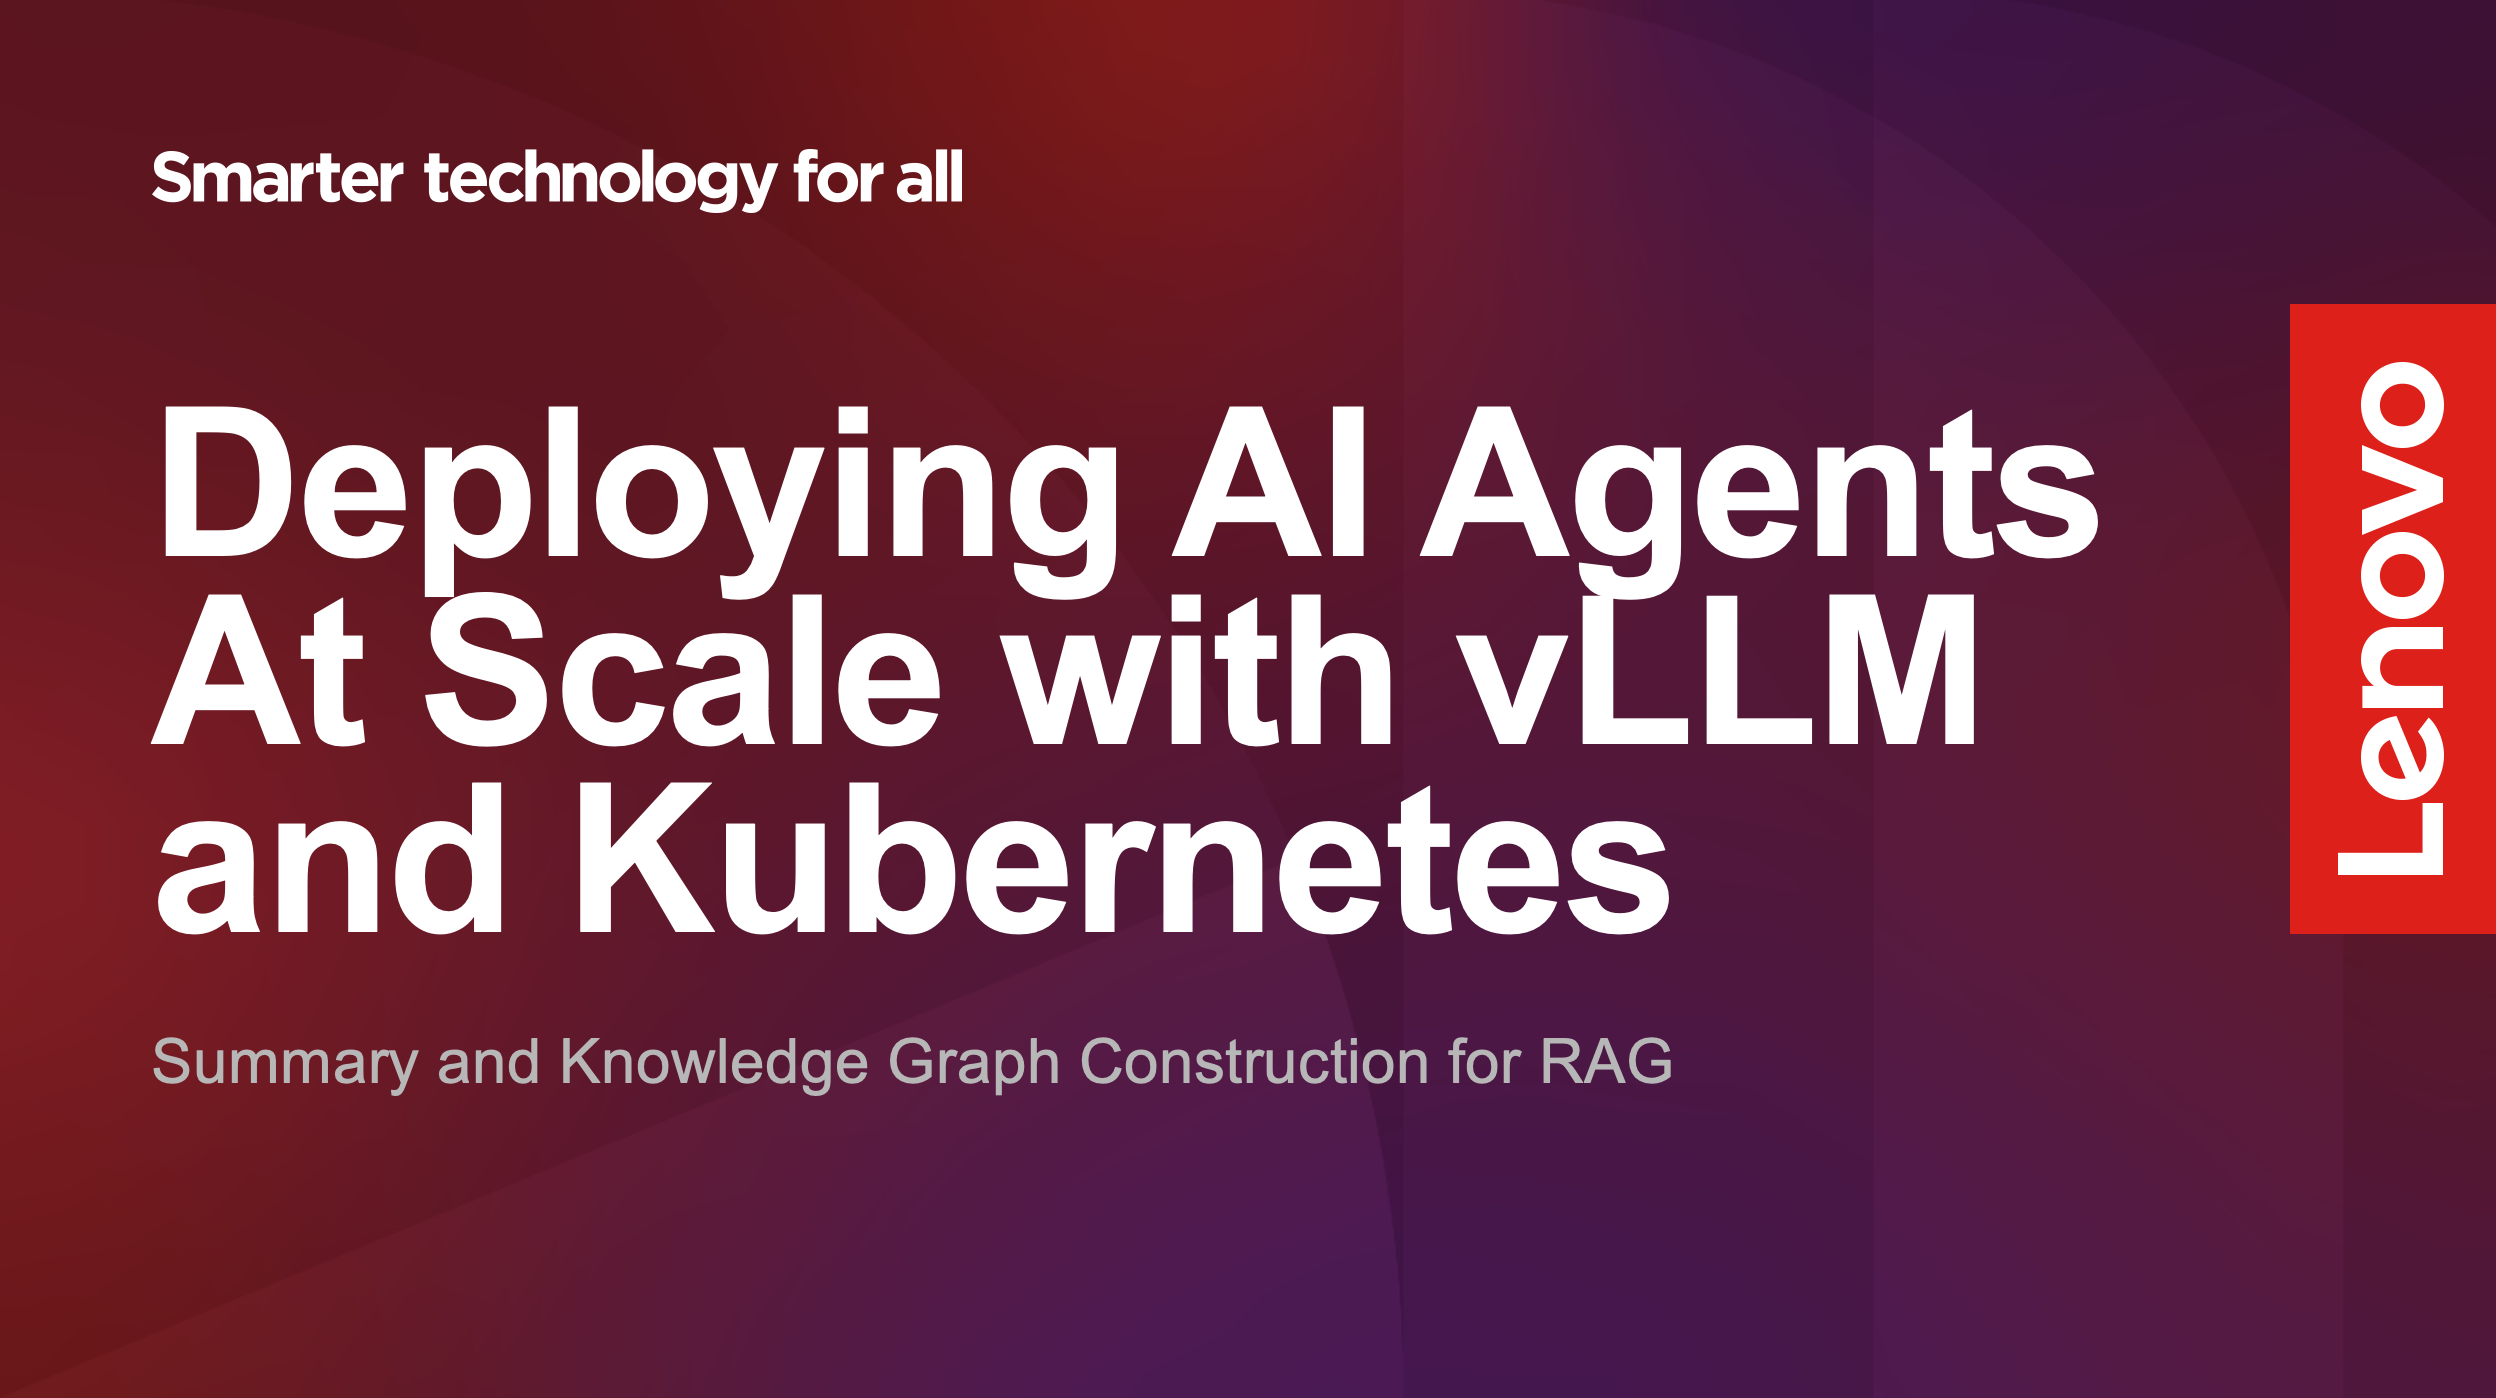 Smarter technology for all
Deploying AI Agents
At Scale with vLLM
and Kubernetes
Summary and Knowledge Graph Construction for RAG
Lenovo